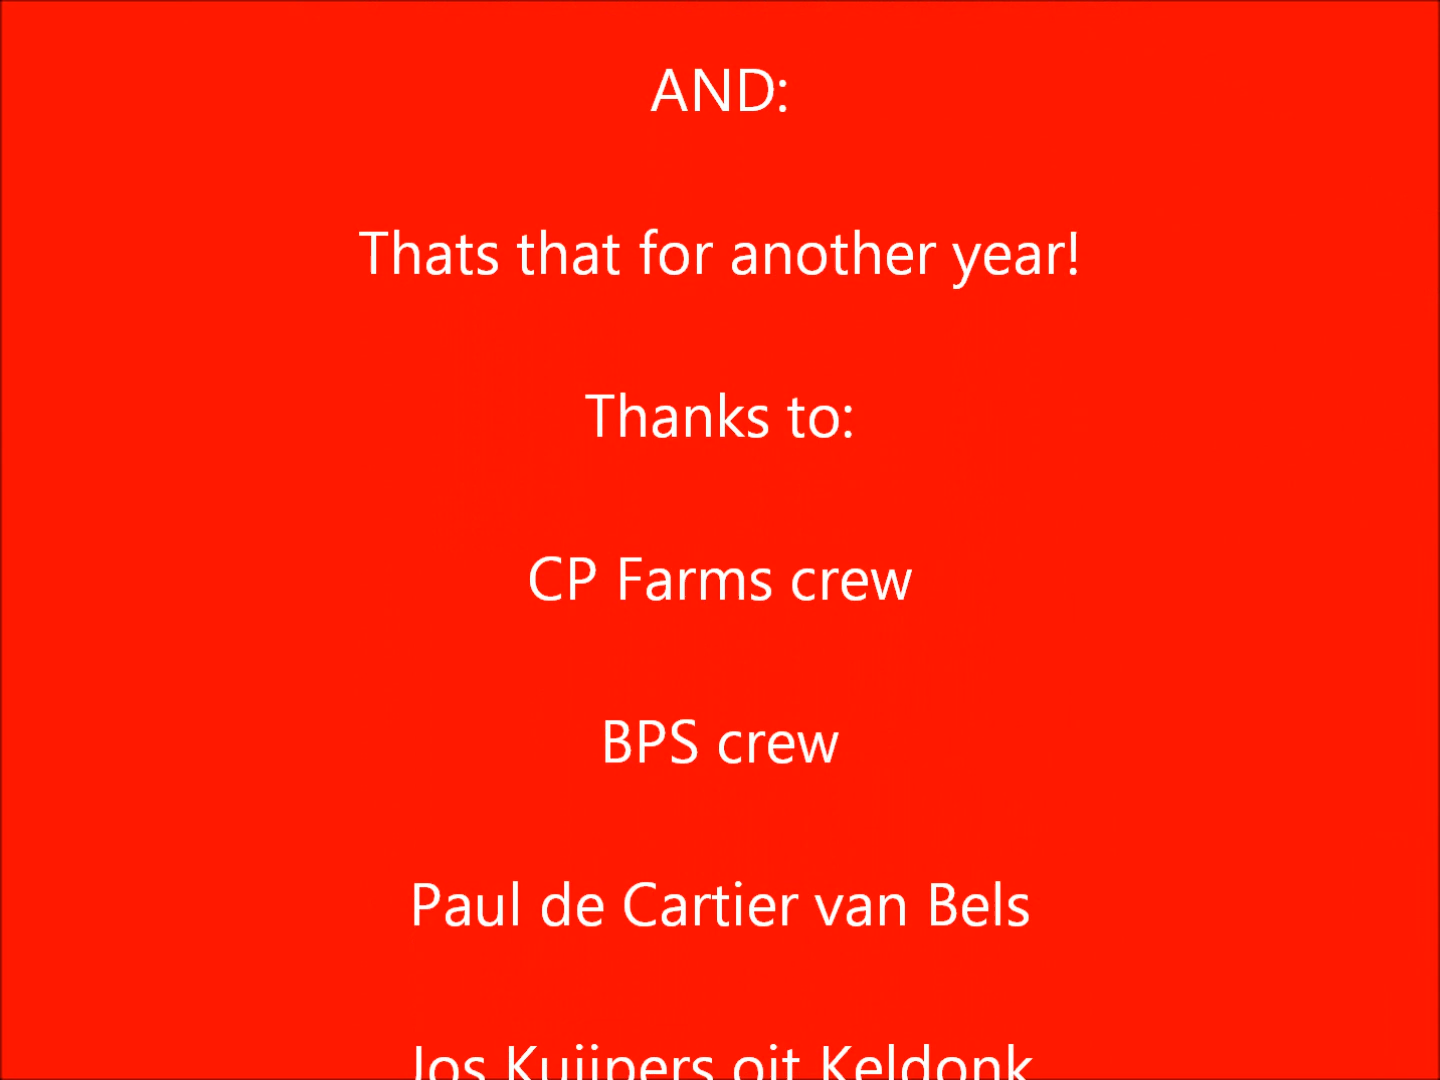 AND:
Thats that for another year!
Thanks to:
CP Farms crew
BPS crew
Paul de Cartier van Bels
Jos Kuijpers oit Keldonk